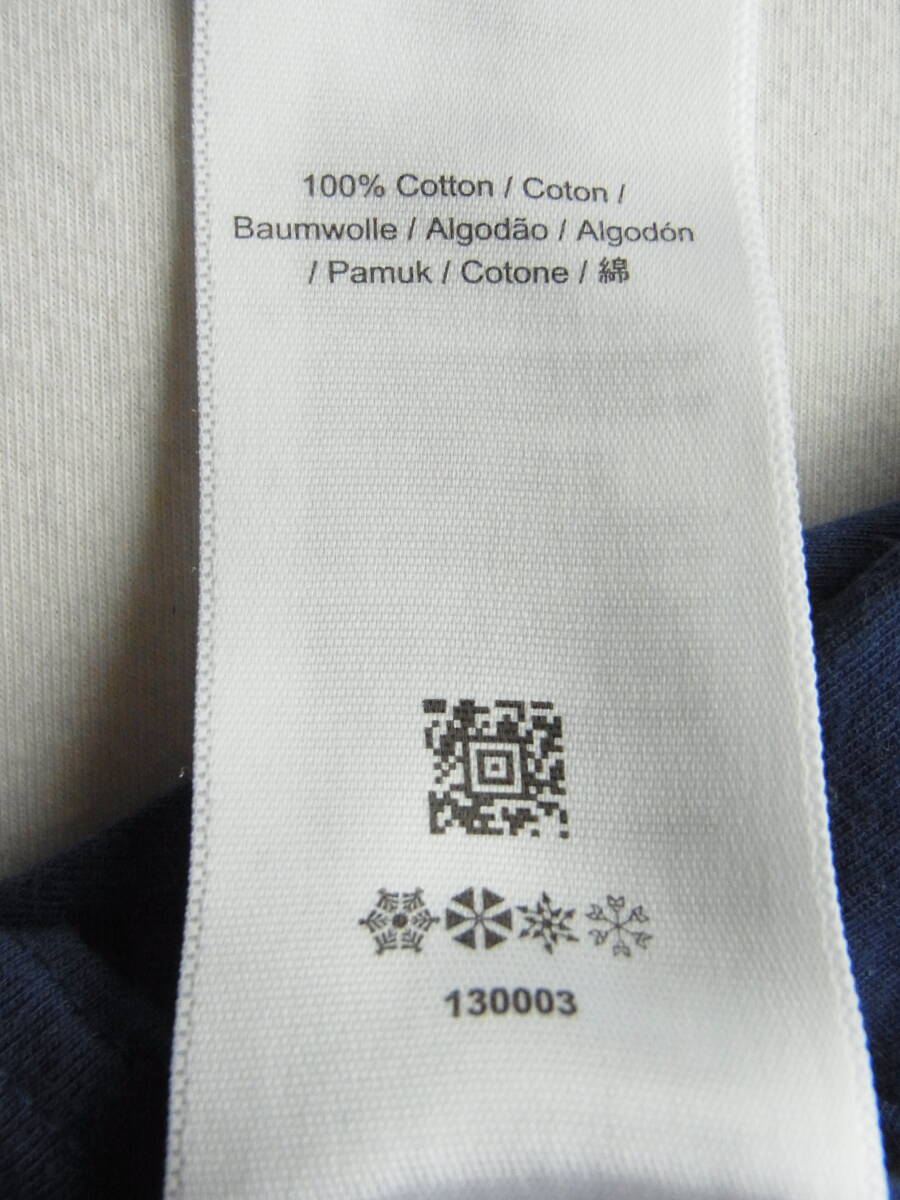 100% Cotton / Coton /
Baumwolle / Algodão / Algodón
/ Pamuk / Cotone / 綿
130003